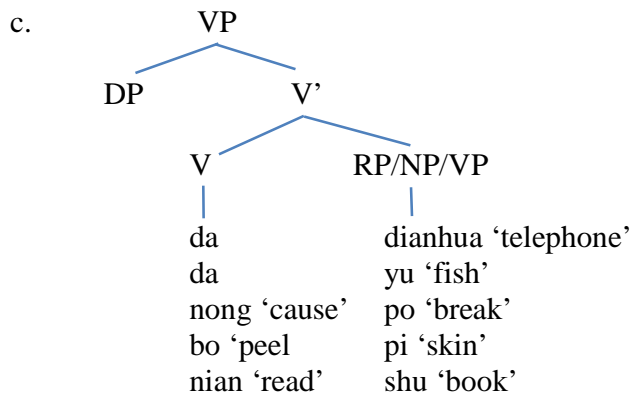 c. VP
DP V’
V RP/NP/VP
da dianhua ‘telephone’
da yu ‘fish’
nong ‘cause’ po ‘break’
bo ‘peel pi ‘skin’
nian ‘read’ shu ‘book’